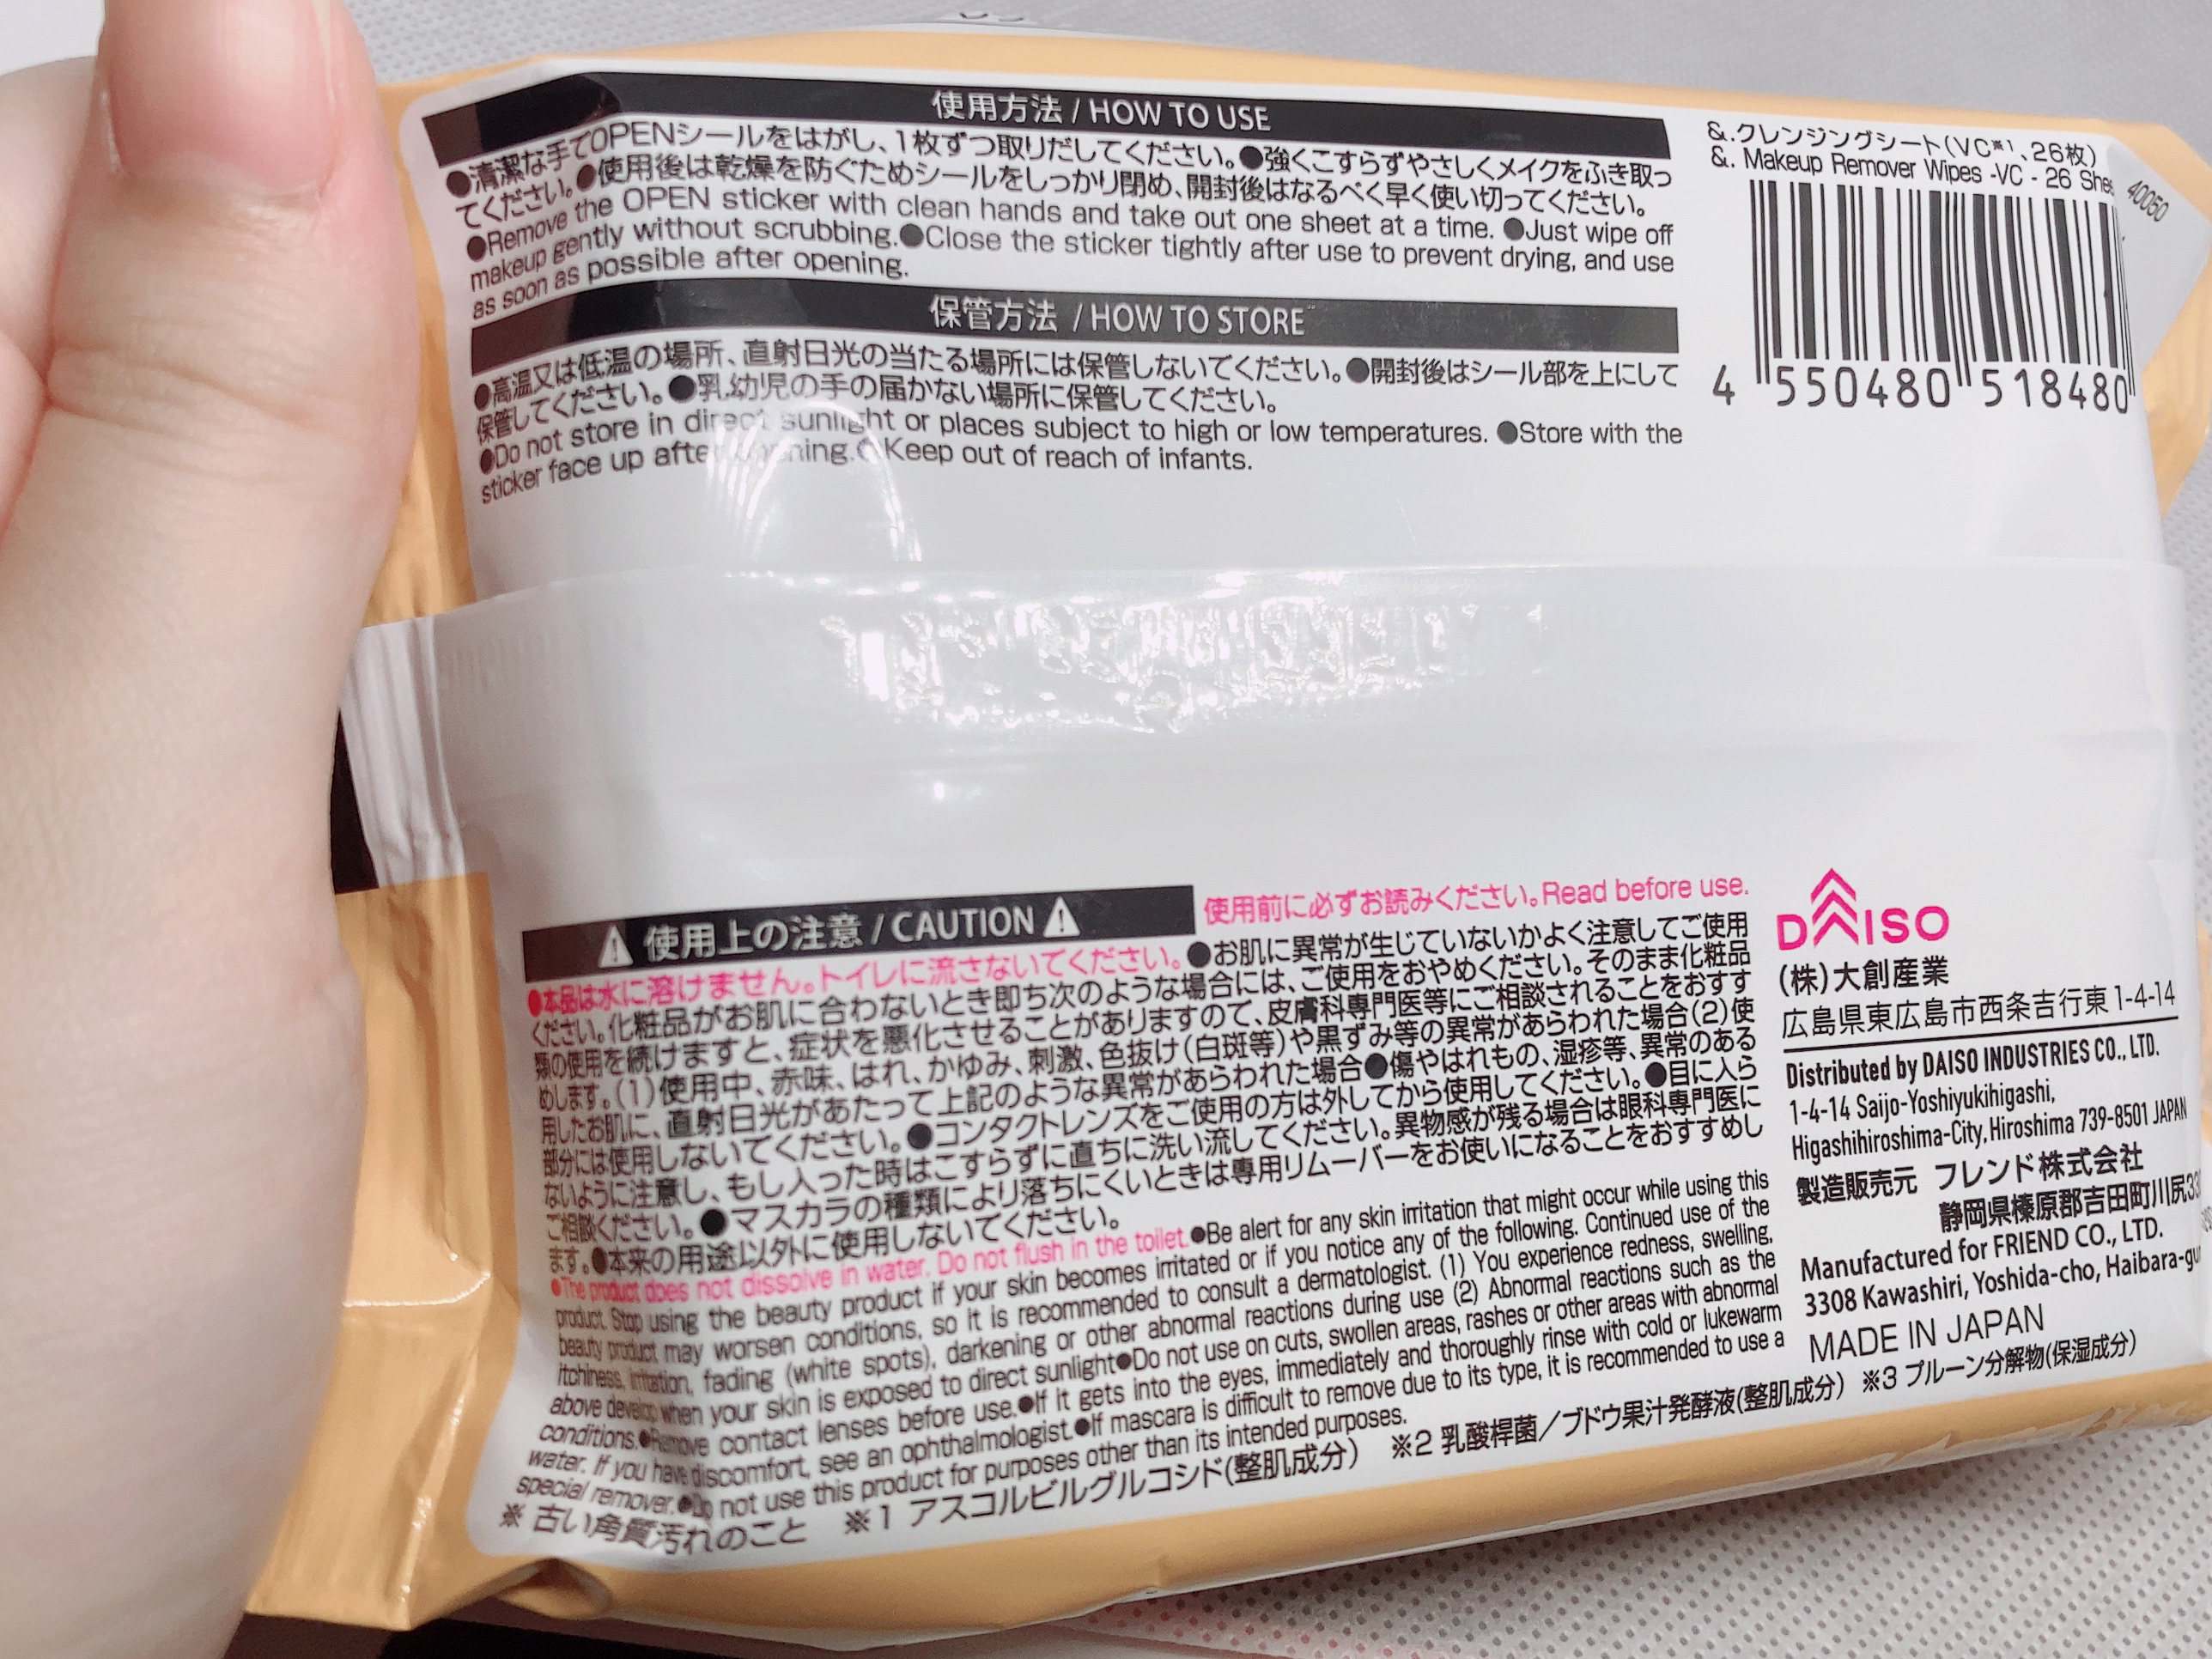 使用方法 / HOW TO USE
●清潔な手でOPENシールをはがし、1枚ずつ取りだしてください。●強くこすらずやさしくメイクをふき取っ
てください。●使用後は乾燥を防ぐためシールをしっかり閉め、開封後はなるべく早く使い切ってください。
●Remove the OPEN sticker with clean hands and take out one sheet at a time. ●Just wipe off
makeup gently without scrubbing.●Close the sticker tightly after use to prevent drying, and use
as soon as possible after opening.
保管方法 / HOW TO STORE
●高温又は低温の場所、直射日光の当たる場所には保管しないでください。●開封後はシール部を上にして
保管してください。●乳幼児の手の届かない場所に保管してください。
●Do not store in direct sunlight or places subject to high or low temperatures. ●Store with the
sticker face up after opening.●Keep out of reach of infants.
&.クレンジングシート(VC※1、26枚)
&. Makeup Remover Wipes -VC - 26 She
40050
4 550480 518480
⚠ 使用上の注意 / CAUTION ⚠
使用前に必ずお読みください。Read before use.
●本品は水に溶けません。トイレに流さないでください。●お肌に異常が生じていないかよく注意してご使用
ください。化粧品がお肌に合わないとき即ち次のような場合には、ご使用をおやめください。そのまま化粧品
類の使用を続けますと、症状を悪化させることがありますので、皮膚科専門医等にご相談されることをおすす
めします。(1)使用中、赤味、はれ、かゆみ、刺激、色抜け(白斑等)や黒ずみ等の異常があらわれた場合(2)使
用したお肌に、直射日光があたって上記のような異常があらわれた場合●傷やはれもの、湿疹等、異常のある
部分には使用しないでください。●コンタクトレンズをご使用の方は外してから使用してください。●目に入ら
ないように注意し、もし入った時はこすらずに直ちに洗い流してください。異物感が残る場合は眼科専門医に
ご相談ください。●マスカラの種類により落ちにくいときは専用リムーバーをお使いになることをおすすめし
ます。●本来の用途以外に使用しないでください。
●The product does not dissolve in water. Do not flush in the toilet.●Be alert for any skin irritation that might occur while using this
product. Stop using the beauty product if your skin becomes irritated or if you notice any of the following. Continued use of the
beauty product may worsen conditions, so it is recommended to consult a dermatologist. (1) You experience redness, swelling,
itchiness, irritation, fading (white spots), darkening or other abnormal reactions during use (2) Abnormal reactions such as the
above develop when your skin is exposed to direct sunlight●Do not use on cuts, swollen areas, rashes or other areas with abnormal
conditions.●Remove contact lenses before use.●If it gets into the eyes, immediately and thoroughly rinse with cold or lukewarm
water. If you have discomfort, see an ophthalmologist.●If mascara is difficult to remove due to its type, it is recommended to use a
special remover.●Do not use this product for purposes other than its intended purposes.
※ 古い角質汚れのこと ※1 アスコルビルグルコシド(整肌成分) ※2 乳酸桿菌/ブドウ果汁発酵液(整肌成分) ※3 プルーン分解物(保湿成分)
DAISO
(株)大創産業
広島県東広島市西条吉行東1-4-14
Distributed by DAISO INDUSTRIES CO., LTD.
1-4-14 Saijo-Yoshiyukihigashi,
Higashihiroshima-City, Hiroshima 739-8501 JAPAN
製造販売元 フレンド株式会社
静岡県榛原郡吉田町川尻33
Manufactured for FRIEND CO., LTD.
3308 Kawashiri, Yoshida-cho, Haibara-gu
MADE IN JAPAN